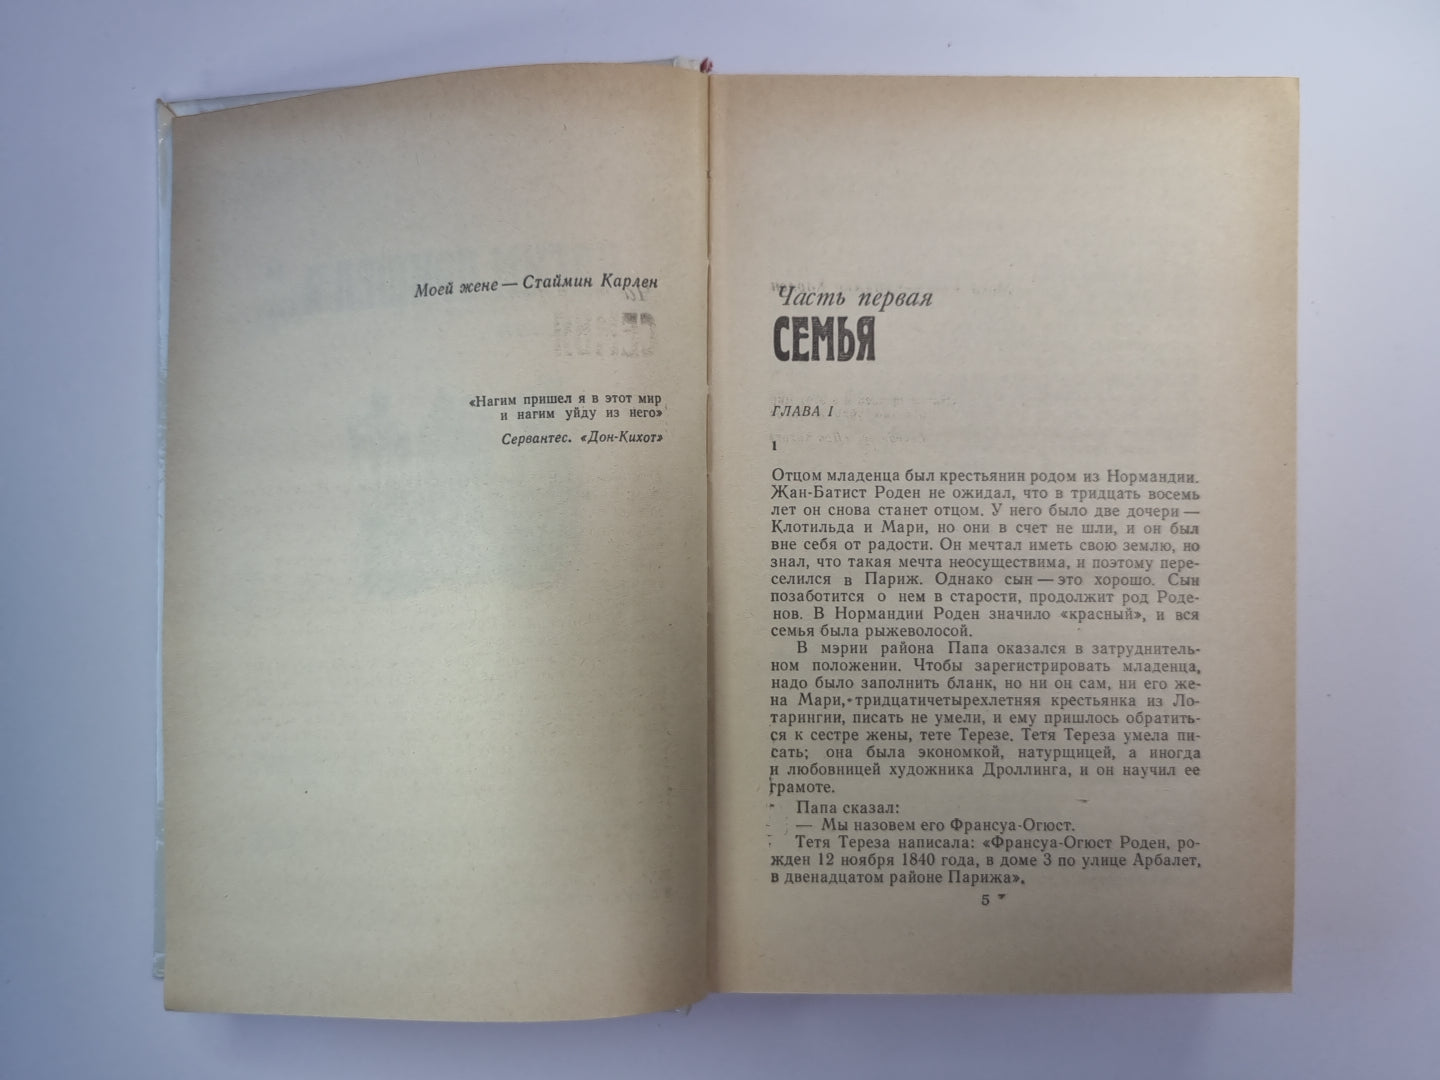 Моей жене — Стаймин Карлен
«Нагим пришел я в этот мир
и нагим уйду из него»
Сервантес. «Дон-Кихот»
Часть первая
СЕМЬЯ
ГЛАВА I
1
Отцом младенца был крестьянин родом из Нормандии.
Жан-Батист Роден не ожидал, что в тридцать восемь
лет он снова станет отцом. У него было две дочери —
Клотильда и Мари, но они в счет не шли, и он был
вне себя от радости. Он мечтал иметь свою землю, но
знал, что такая мечта неосуществима, и поэтому пере-
селился в Париж. Однако сын — это хорошо. Сын
позаботится о нем в старости, продолжит род Роде-
нов. В Нормандии Роден значило «красный», и вся
семья была рыжеволосой.
В мэрии района Папа оказался в затруднитель-
ном положении. Чтобы зарегистрировать младенца,
надо было заполнить бланк, но ни он сам, ни его же-
на Мари, тридцатичетырехлетняя крестьянка из Ло-
тарингии, писать не умели, и ему пришлось обратить-
ся к сестре жены, тете Терезе. Тетя Тереза умела пи-
сать; она была экономкой, натурщицей, а иногда
и любовницей художника Дроллинга, и он научил ее
грамоте.
Папа сказал:
— Мы назовем его Франсуа-Огюст.
Тетя Тереза написала: «Франсуа-Огюст Роден, ро-
жден 12 ноября 1840 года, в доме 3 по улице Арбалет,
в двенадцатом районе Парижа».
5